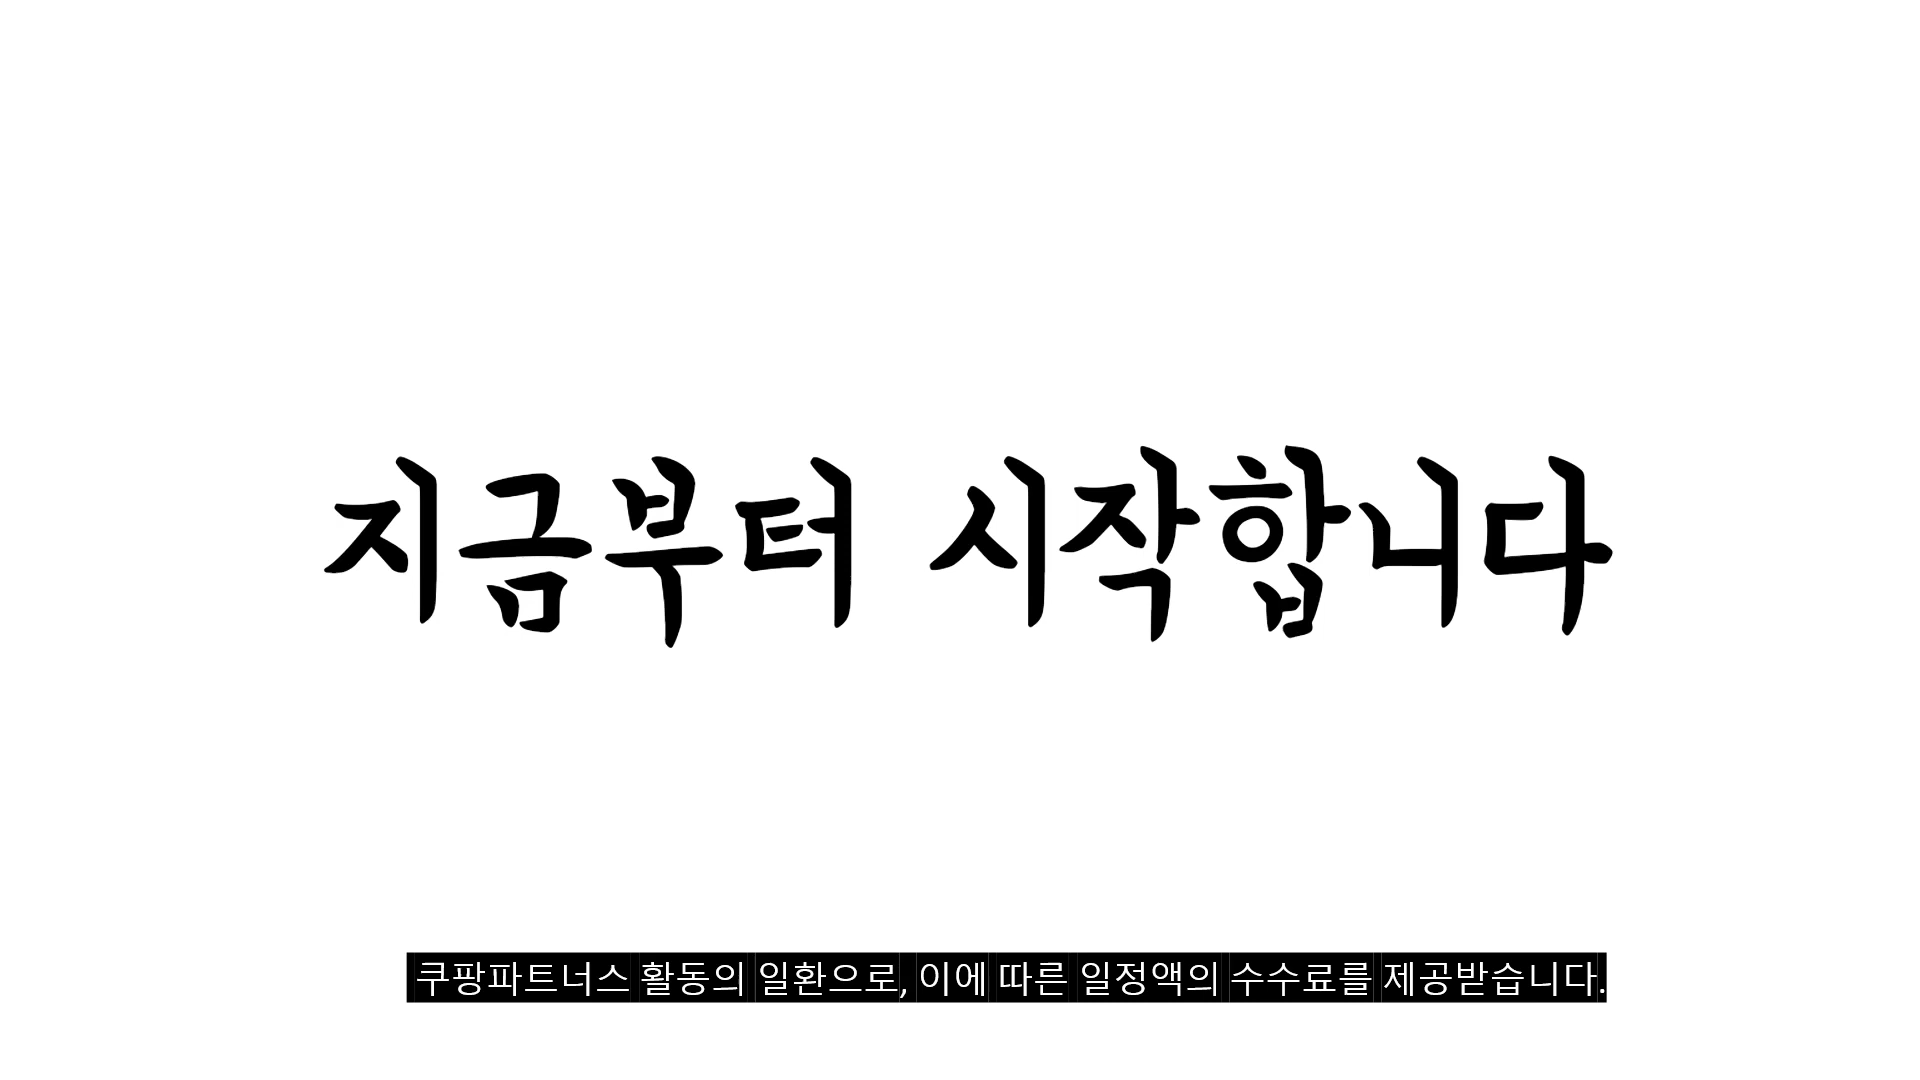 지금부터 시작합니다
쿠팡파트너스 활동의 일환으로, 이에 따른 일정액의 수수료를 제공받습니다.